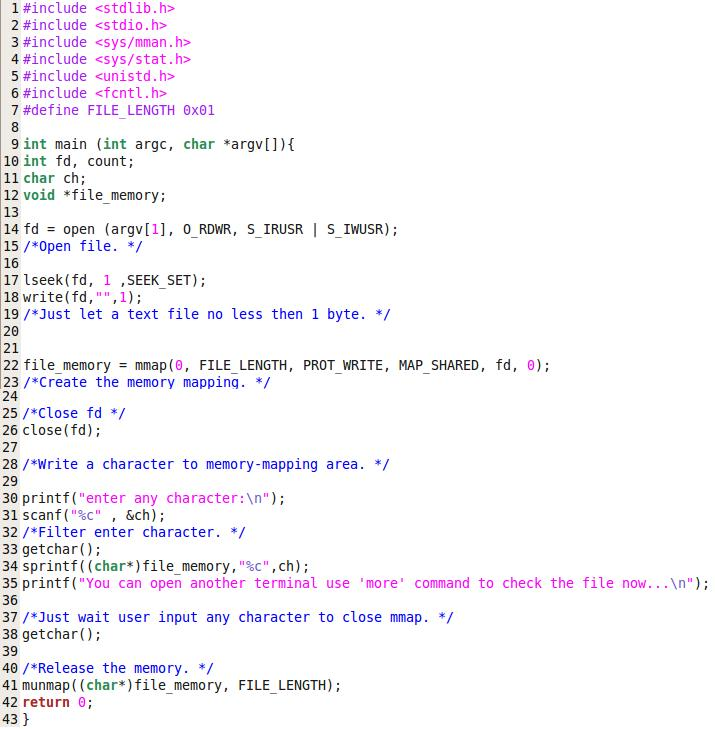 1 #include <stdlib.h>
2 #include <stdio.h>
3 #include <sys/mman.h>
4 #include <sys/stat.h>
5 #include <unistd.h>
6 #include <fcntl.h>
7 #define FILE_LENGTH 0x01
8
9 int main (int argc, char *argv[]){
10 int fd, count;
11 char ch;
12 void *file_memory;
13
14 fd = open (argv[1], O_RDWR, S_IRUSR | S_IWUSR);
15 /*Open file. */
16
17 lseek(fd, 1 ,SEEK_SET);
18 write(fd,"",1);
19 /*Just let a text file no less then 1 byte. */
20
21
22 file_memory = mmap(0, FILE_LENGTH, PROT_WRITE, MAP_SHARED, fd, 0);
23 /*Create the memory mapping. */
24
25 /*Close fd */
26 close(fd);
27
28 /*Write a character to memory-mapping area. */
29
30 printf("enter any character:\n");
31 scanf("%c" , &ch);
32 /*Filter enter character. */
33 getchar();
34 sprintf((char*)file_memory,"%c",ch);
35 printf("You can open another terminal use 'more' command to check the file now...\n");
36
37 /*Just wait user input any character to close mmap. */
38 getchar();
39
40 /*Release the memory. */
41 munmap((char*)file_memory, FILE_LENGTH);
42 return 0;
43 }